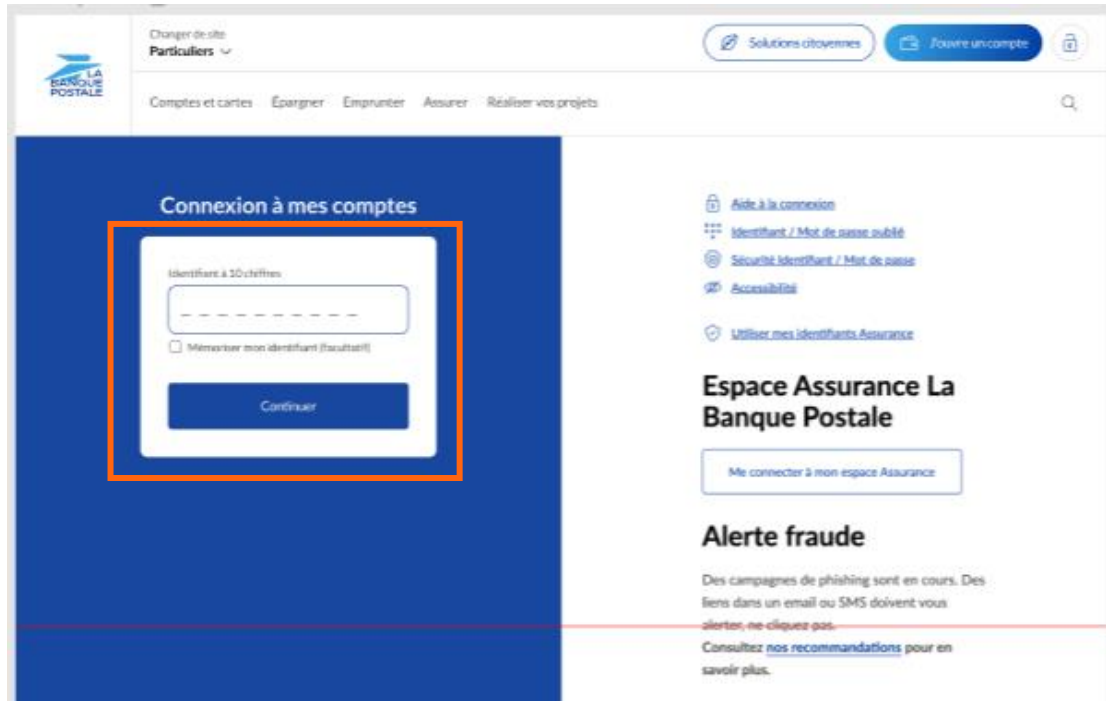 LA
BANQUE
POSTALE
Changer de site
Particuliers
Solutions citoyennes
J'ouvre un compte
Comptes et cartes Épargner Emprunter Assurer Réaliser vos projets
Connexion à mes comptes
Identifiant à 10 chiffres
Mémoriser mon identifiant (facultatif)
Continuer
Aide à la connexion
Identifiant / Mot de passe oublié
Sécurité Identifiant / Mot de passe
Accessibilité
Utiliser mes identifiants Assurance
Espace Assurance La
Banque Postale
Me connecter à mon espace Assurance
Alerte fraude
Des campagnes de phishing sont en cours. Des
liens dans un email ou SMS doivent vous
alerter, ne cliquez pas.
Consultez nos recommandations pour en
savoir plus.